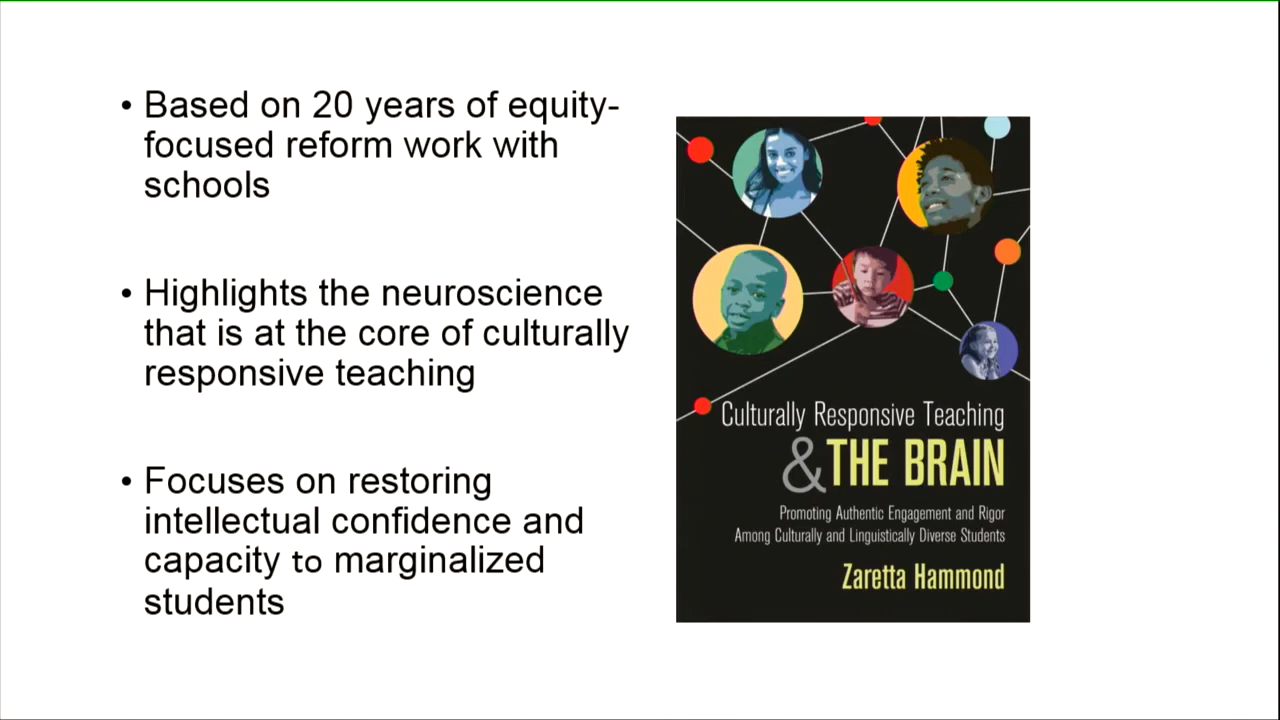 • Based on 20 years of equity-
focused reform work with
schools
• Highlights the neuroscience
that is at the core of culturally
responsive teaching
• Focuses on restoring
intellectual confidence and
capacity to marginalized
students
Culturally Responsive Teaching
& THE BRAIN
Promoting Authentic Engagement and Rigor
Among Culturally and Linguistically Diverse Students
Zaretta Hammond